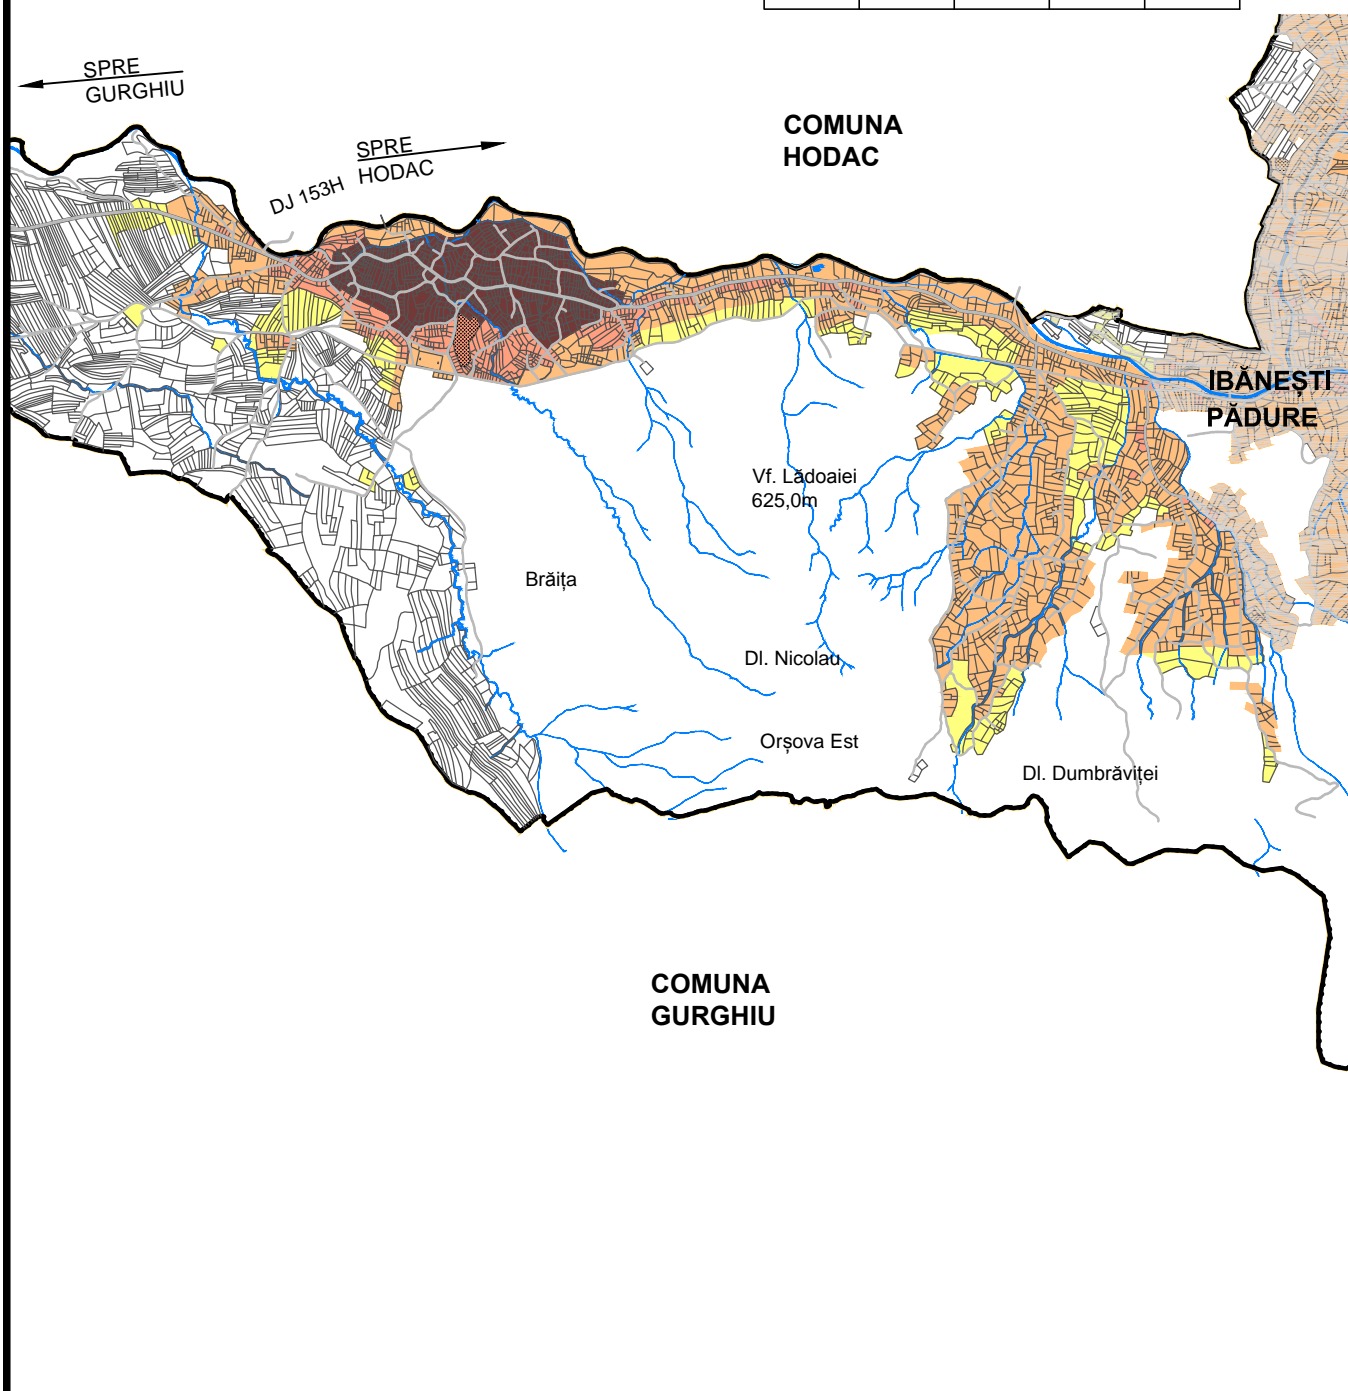 SPRE
GURGHIU
COMUNA
HODAC
SPRE
HODAC
DJ 153H
IBĂNEȘTI
PĂDURE
Vf. Lădoaiei
625,0m
Brăița
Dl. Nicolau
Orșova Est
Dl. Dumbrăviței
COMUNA
GURGHIU